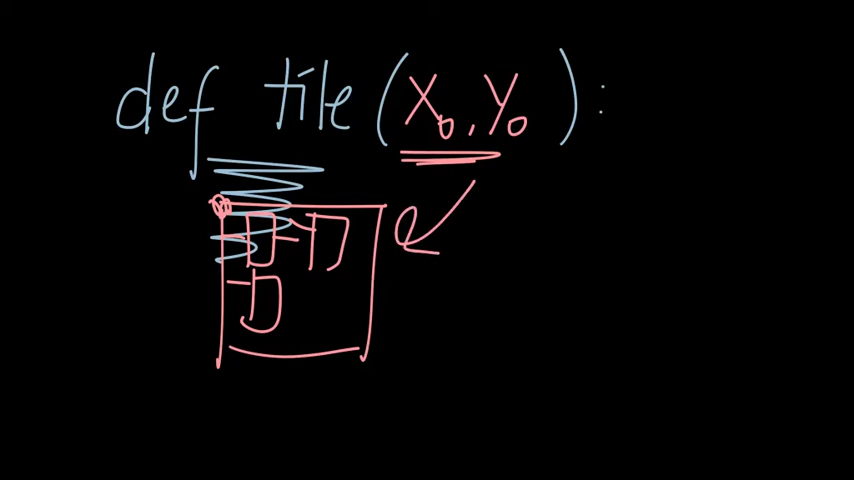 def tile(x₀, y₀):